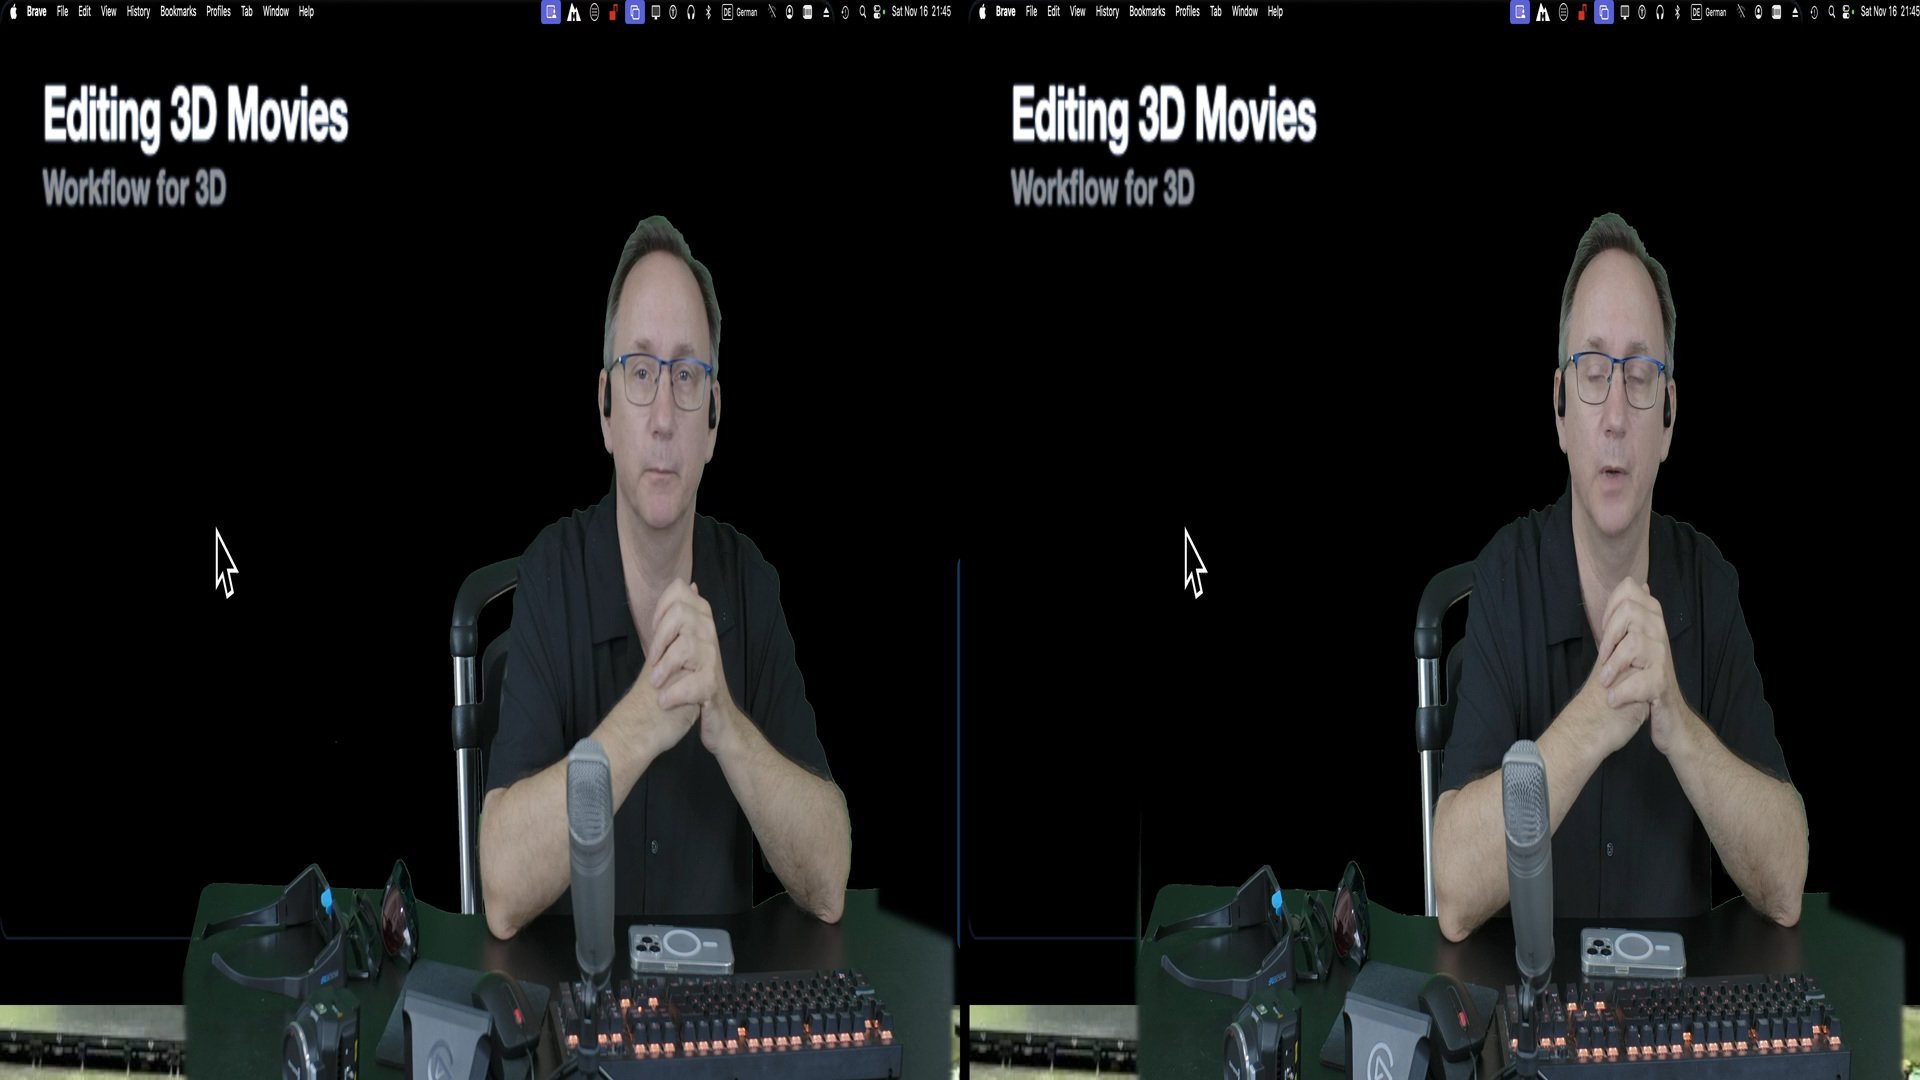 Brave File Edit View History Bookmarks Profiles Tab Window Help DE German Sat Nov 16 21:45
Editing 3D Movies
Workflow for 3D
Brave File Edit View History Bookmarks Profiles Tab Window Help DE German Sat Nov 16 21:45
Editing 3D Movies
Workflow for 3D